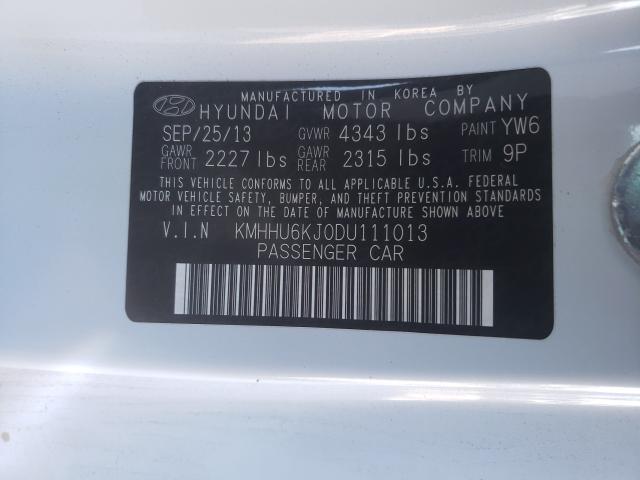 MANUFACTURED IN KOREA BY
HYUNDAI MOTOR COMPANY
SEP/25/13 GVWR 4343 lbs PAINT YW6
GAWR FRONT 2227 lbs GAWR REAR 2315 lbs TRIM 9P
THIS VEHICLE CONFORMS TO ALL APPLICABLE U.S.A. FEDERAL
MOTOR VEHICLE SAFETY, BUMPER, AND THEFT PREVENTION
STANDARDS IN EFFECT ON THE DATE OF MANUFACTURE SHOWN ABOVE
V.I.N KMHHU6KJ0DU111013
PASSENGER CAR